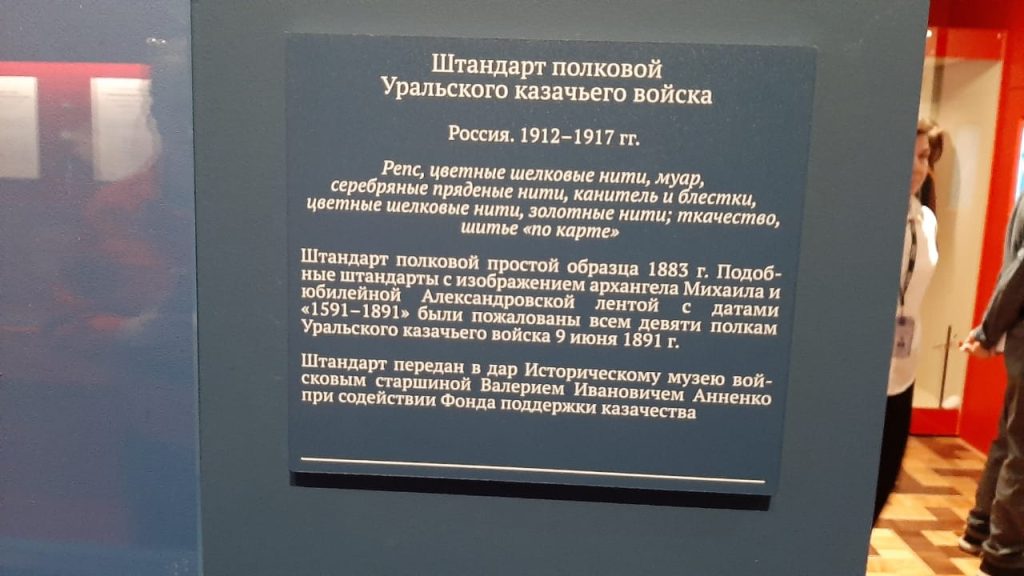 Штандарт полковой
Уральского казачьего войска
Россия. 1912–1917 гг.
Репс, цветные шелковые нити, муар,
серебряные пряденые нити, канитель и блестки,
цветные шелковые нити, золотные нити; ткачество,
шитье «по карте»
Штандарт полковой простой образца 1883 г. Подоб-
ные штандарты с изображением архангела Михаила и
юбилейной Александровской лентой с датами
«1591–1891» были пожалованы всем девяти полкам
Уральского казачьего войска 9 июня 1891 г.
Штандарт передан в дар Историческому музею вой-
сковым старшиной Валерием Ивановичем Анненко
при содействии Фонда поддержки казачества